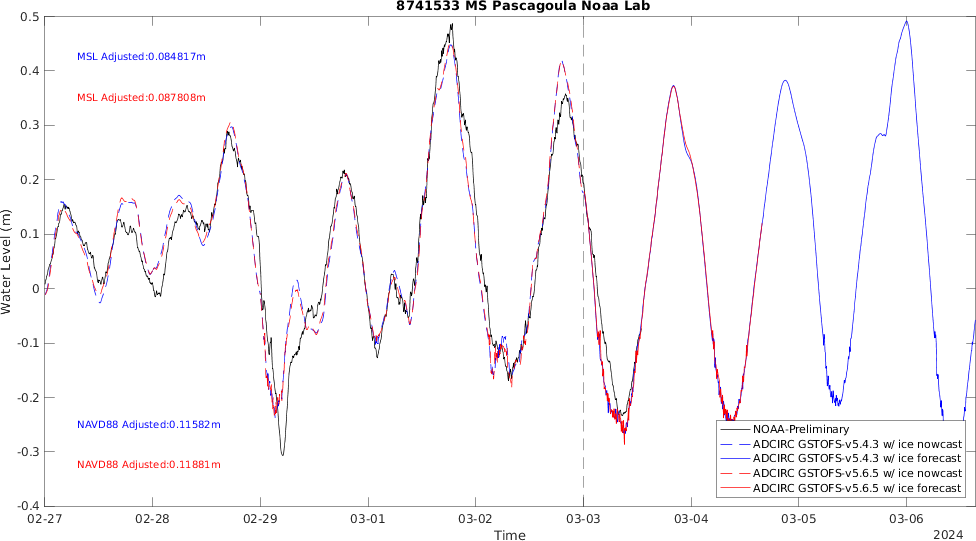 8741533 MS Pascagoula Noaa Lab
0.5
0.4
0.3
0.2
0.1
0
-0.1
-0.2
-0.3
-0.4
Water Level (m)
MSL Adjusted:0.084817m
MSL Adjusted:0.087808m
NAVD88 Adjusted:0.11582m
NAVD88 Adjusted:0.11881m
NOAA-Preliminary
ADCIRC GSTOFS-v5.4.3 w/ ice nowcast
ADCIRC GSTOFS-v5.4.3 w/ ice forecast
ADCIRC GSTOFS-v5.6.5 w/ ice nowcast
ADCIRC GSTOFS-v5.6.5 w/ ice forecast
02-27 02-28 02-29 03-01 03-02 03-03 03-04 03-05 03-06
Time
2024